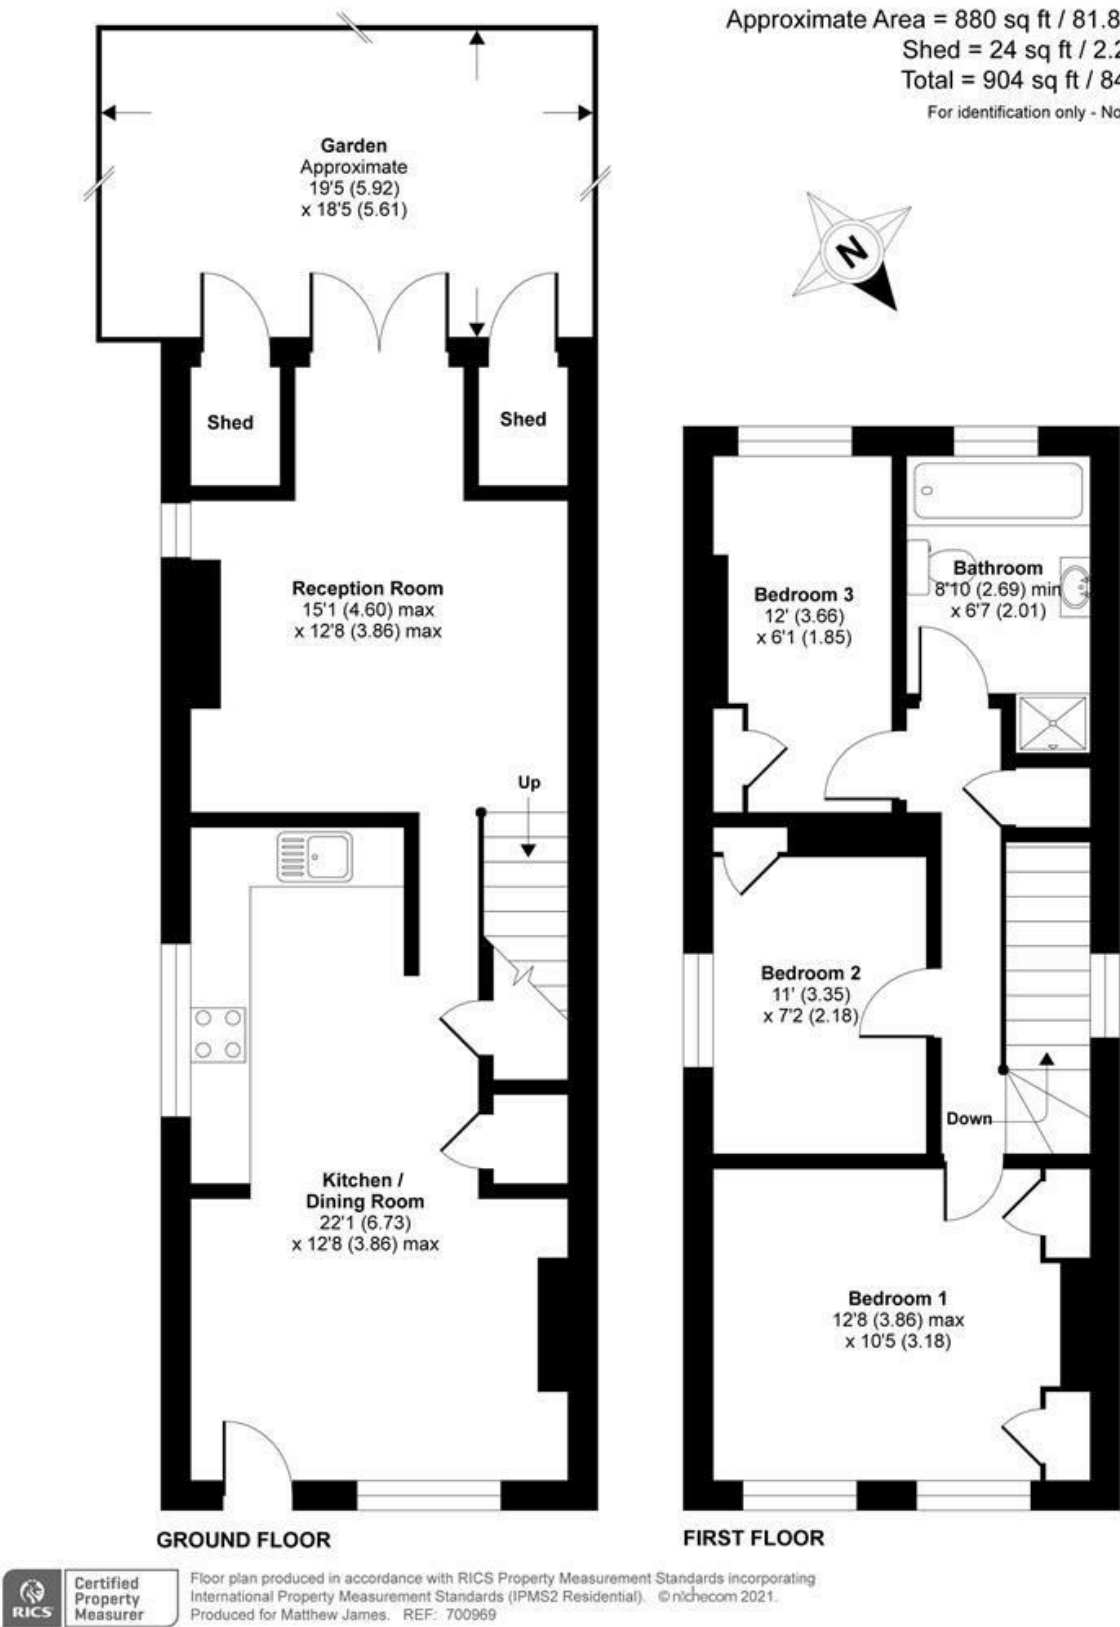 Approximate Area = 880 sq ft / 81.8
Shed = 24 sq ft / 2.2
Total = 904 sq ft / 84
For identification only - No
Garden
Approximate
19'5 (5.92)
x 18'5 (5.61)
N
Shed
Shed
Reception Room
15'1 (4.60) max
x 12'8 (3.86) max
Up
Kitchen /
Dining Room
22'1 (6.73)
x 12'8 (3.86) max
GROUND FLOOR
Bedroom 3
12' (3.66)
x 6'1 (1.85)
Bathroom
8'10 (2.69) min
x 6'7 (2.01)
Bedroom 2
11' (3.35)
x 7'2 (2.18)
Down
Bedroom 1
12'8 (3.86) max
x 10'5 (3.18)
FIRST FLOOR
RICS
Certified
Property
Measurer
Floor plan produced in accordance with RICS Property Measurement Standards incorporating
International Property Measurement Standards (IPMS2 Residential). © nichecom 2021.
Produced for Matthew James. REF: 700969